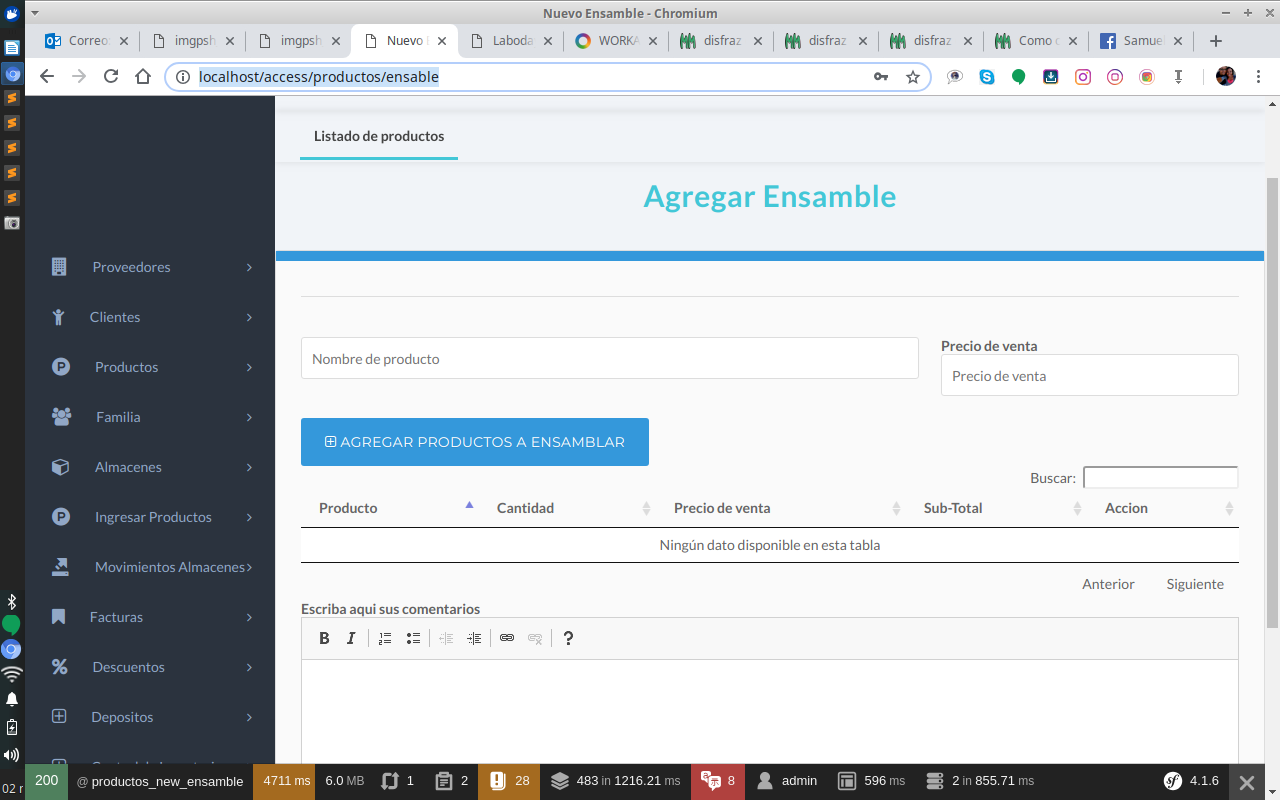 Nuevo Ensamble - Chromium
Correo
imgpsh
imgpsh
Nuevo
Laboda
WORKA
disfraz
disfraz
disfraz
Como
Samue
localhost/access/productos/ensable
Listado de productos
Agregar Ensamble
Proveedores
Clientes
Productos
Familia
Almacenes
Ingresar Productos
Movimientos Almacenes
Facturas
Descuentos
Depositos
Nombre de producto
Precio de venta
Precio de venta
AGREGAR PRODUCTOS A ENSAMBLAR
Buscar:
Producto Cantidad Precio de venta Sub-Total Accion
Ningún dato disponible en esta tabla
Anterior Siguiente
Escriba aqui sus comentarios
B I ?
200 @ productos_new_ensamble 4711 ms 6.0 MB 1 2 28 483 in 1216.21 ms 8 admin 596 ms 2 in 855.71 ms sf 4.1.6
02 r